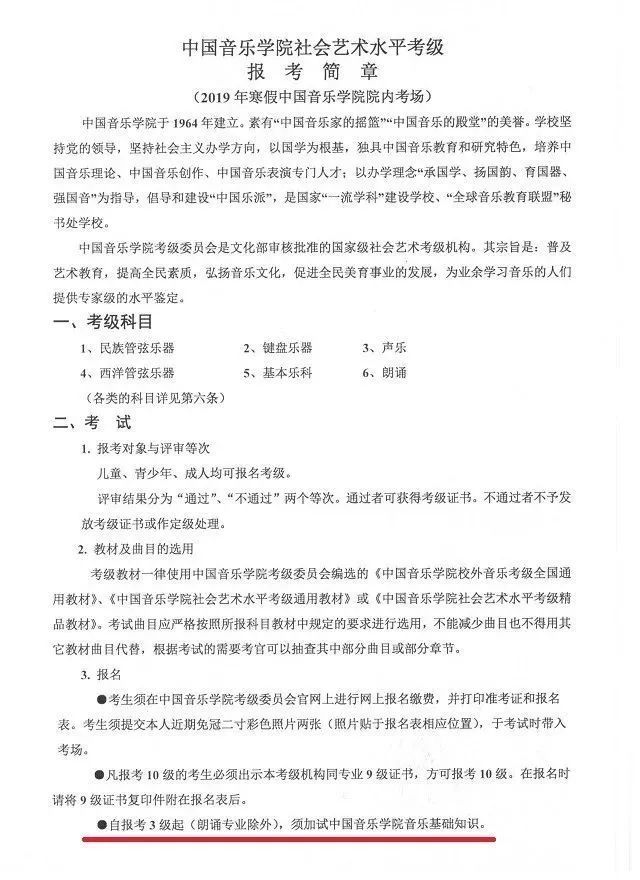 中国音乐学院社会艺术水平考级
报 考 简 章
（2019 年寒假中国音乐学院院内考场）
中国音乐学院于 1964 年建立。素有“中国音乐家的摇篮”“中国音乐的殿堂”的美誉。学校坚
持党的领导，坚持社会主义办学方向，以国学为根基，独具中国音乐教育和研究特色，培养中
国音乐理论、中国音乐创作、中国音乐表演专门人才；以办学理念“承国学、扬国韵、育国器、
强国音”为指导，倡导和建设“中国乐派”，是国家“一流学科”建设学校、“全球音乐教育联盟”秘
书处学校。
中国音乐学院考级委员会是文化部审核批准的国家级社会艺术考级机构。其宗旨是：普及
艺术教育，提高全民素质，弘扬音乐文化，促进全民美育事业的发展，为业余学习音乐的人们
提供专家级的水平鉴定。
一、考级科目
1、民族管弦乐器 2、键盘乐器 3、声乐
4、西洋管弦乐器 5、基本乐科 6、朗诵
（各类的科目详见第六条）
二、考 试
1. 报考对象与评审等次
儿童、青少年、成人均可报名考级。
评审结果分为“通过”、“不通过”两个等次。通过者可获得考级证书。不通过者不予发
放考级证书或作定级处理。
2. 教材及曲目的选用
考级教材一律使用中国音乐学院考级委员会编选的《中国音乐学院校外音乐考级全国通
用教材》、《中国音乐学院社会艺术水平考级通用教材》或《中国音乐学院社会艺术水平考级精
品教材》。考试曲目应严格按照所报科目教材中规定的要求进行选用，不能减少曲目也不得用其
它教材曲目代替，根据考试的需要考官可以抽查其中部分曲目或部分章节。
3. 报名
●考生须在中国音乐学院考级委员会官网上进行网上报名缴费，并打印准考证和报名
表。考生须提交本人近期免冠二寸彩色照片两张（照片贴于报名表相应位置），于考试时带入
考场。
●凡报考 10 级的考生必须出示本考级机构同专业 9 级证书，方可报考 10 级。在报名时
请将 9 级证书复印件附在报名表后。
●自报考 3 级起（朗诵专业除外），须加试中国音乐学院音乐基础知识。